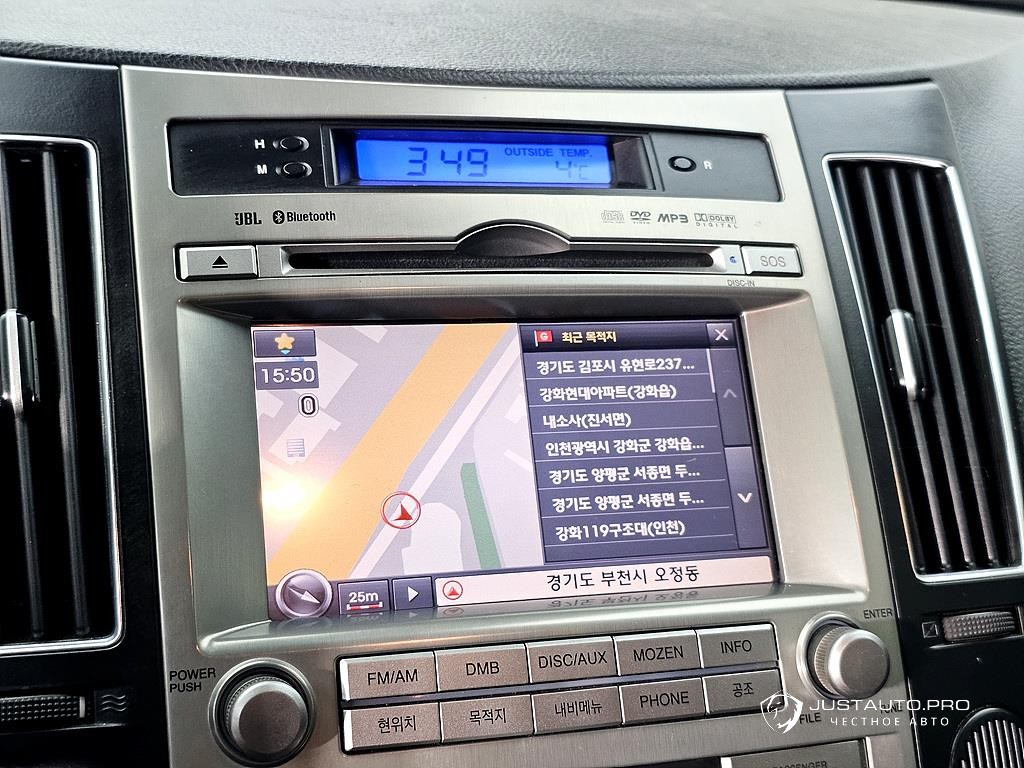 H
3 49 OUTSIDE TEMP. 4°C
M
R
JBL Bluetooth
DVD VIDEO MP3 DOLBY DIGITAL
SOS
DISC-IN
G 최근 목적지
15:50
0
경기도 김포시 유현로237...
강화현대아파트(강화읍)
내소사(진서면)
인천광역시 강화군 강화읍...
경기도 양평군 서종면 두...
경기도 양평군 서종면 두...
강화119구조대(인천)
25m
경기도 부천시 오정동
POWER
PUSH
ENTER
FM/AM DMB DISC/AUX MOZEN INFO
현위치 목적지 내비메뉴 PHONE 공조
FILE
JUSTAUTO.PRO
ЧЕСТНОЕ АВТО
PASSENGER